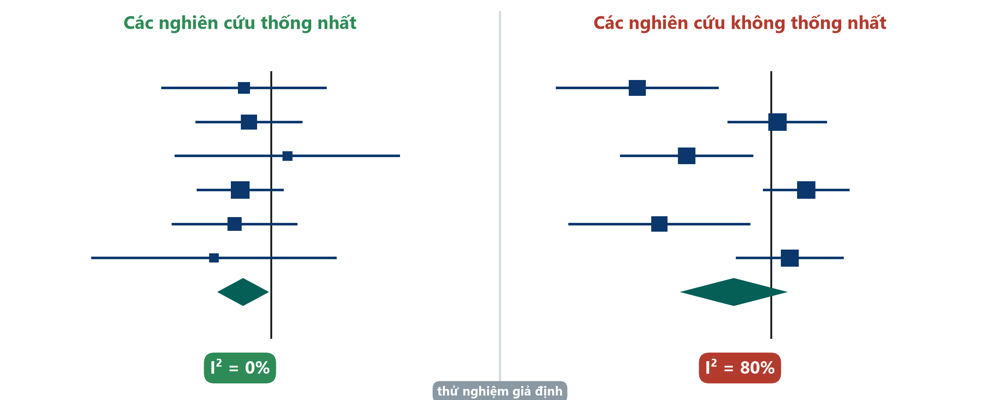 Các nghiên cứu thống nhất
Các nghiên cứu không thống nhất
I² = 0%
I² = 80%
thử nghiệm giả định